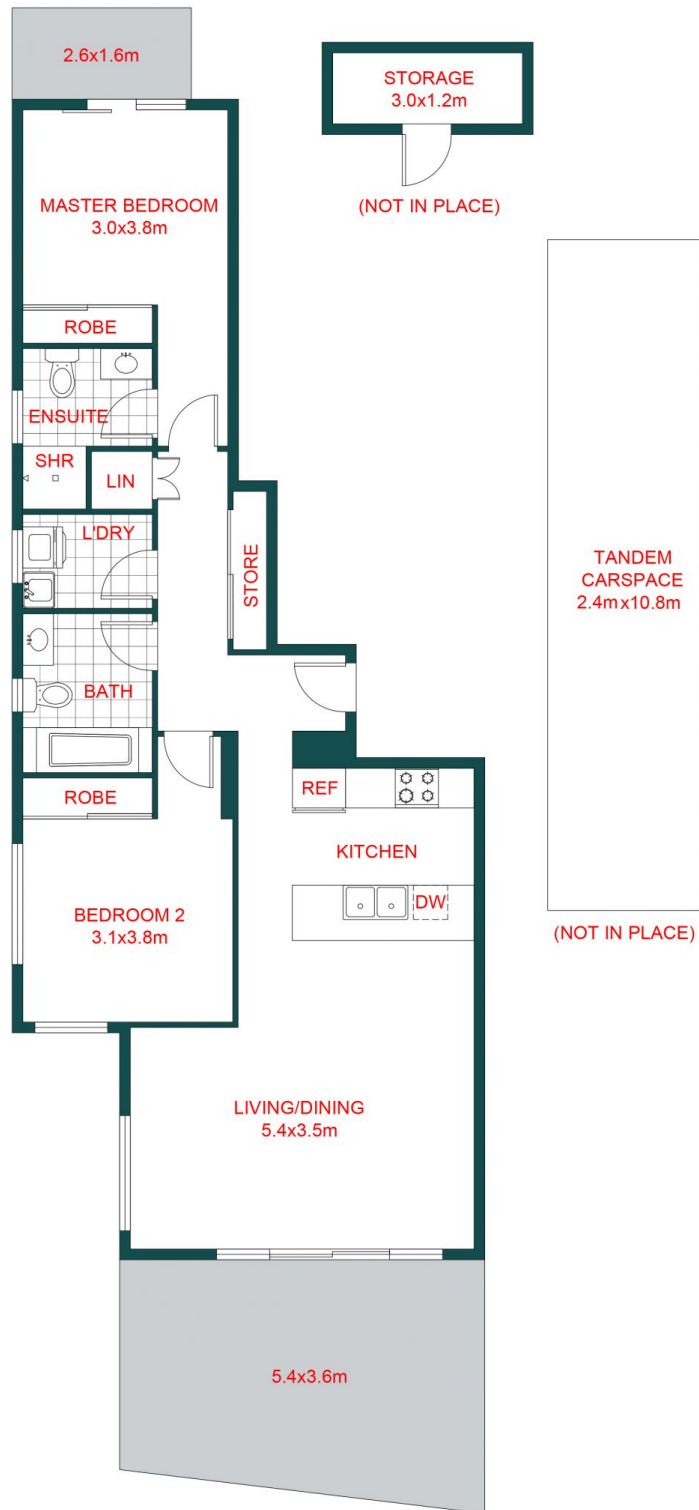 2.6x1.6m
STORAGE
3.0x1.2m
(NOT IN PLACE)
MASTER BEDROOM
3.0x3.8m
ROBE
ENSUITE
SHR
LIN
L'DRY
STORE
TANDEM
CARSPACE
2.4mx10.8m
(NOT IN PLACE)
BATH
ROBE
REF
KITCHEN
DW
BEDROOM 2
3.1x3.8m
LIVING/DINING
5.4x3.5m
5.4x3.6m